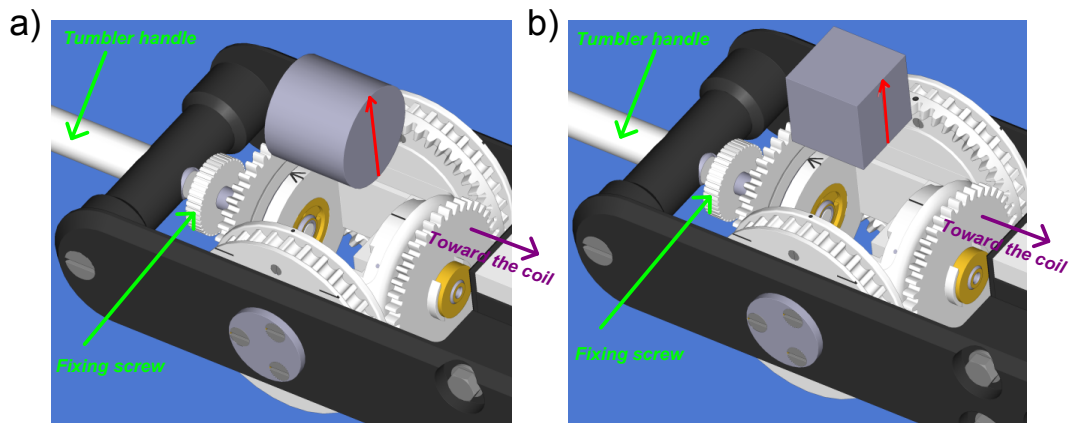 a)
Tumbler handle
Toward the coil
Fixing screw
b)
Tumbler handle
Toward the coil
Fixing screw